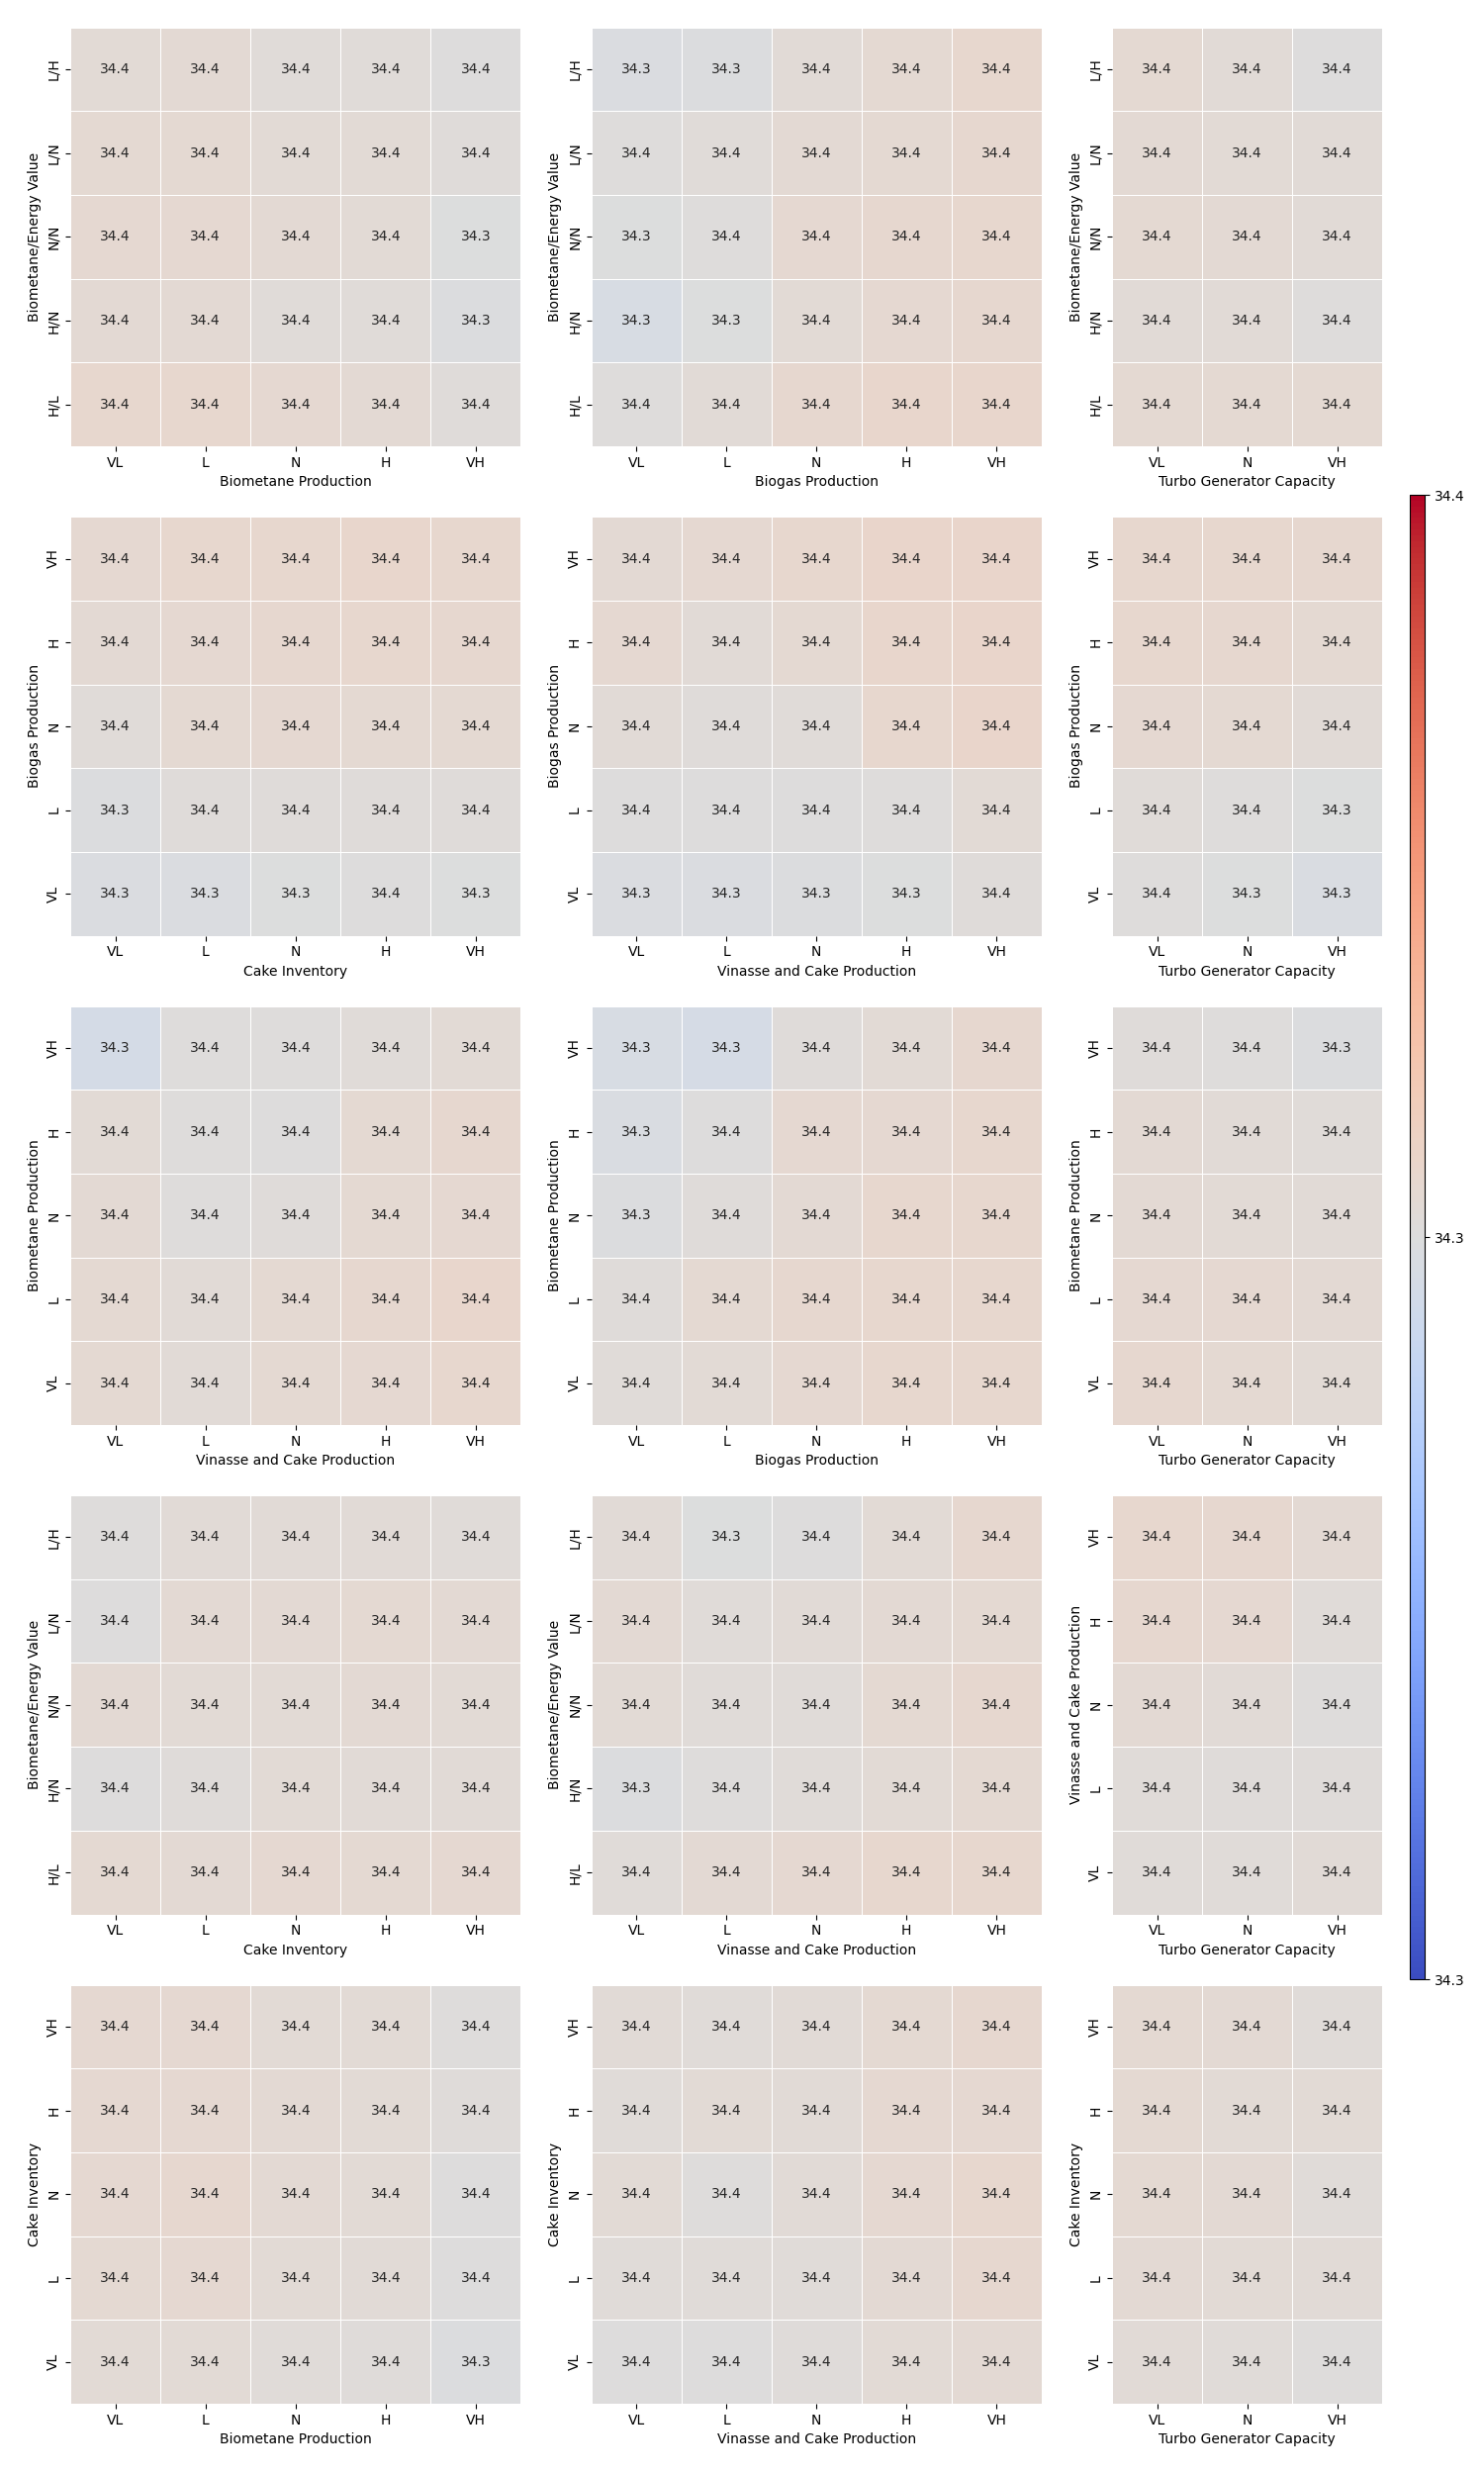 L/H 34.4 34.4 34.4 34.4 34.4
L/N 34.4 34.4 34.4 34.4 34.4
N/N 34.4 34.4 34.4 34.4 34.3
H/N 34.4 34.4 34.4 34.4 34.3
H/L 34.4 34.4 34.4 34.4 34.4
VL L N H VH
Biometane Production
Biometane/Energy Value
L/H 34.3 34.3 34.4 34.4 34.4
L/N 34.4 34.4 34.4 34.4 34.4
N/N 34.3 34.4 34.4 34.4 34.4
H/N 34.3 34.3 34.4 34.4 34.4
H/L 34.4 34.4 34.4 34.4 34.4
VL L N H VH
Biogas Production
Biometane/Energy Value
L/H 34.4 34.4 34.4
L/N 34.4 34.4 34.4
N/N 34.4 34.4 34.4
H/N 34.4 34.4 34.4
H/L 34.4 34.4 34.4
VL N VH
Turbo Generator Capacity
Biometane/Energy Value
VH 34.4 34.4 34.4 34.4 34.4
H 34.4 34.4 34.4 34.4 34.4
N 34.4 34.4 34.4 34.4 34.4
L 34.3 34.4 34.4 34.4 34.4
VL 34.3 34.3 34.3 34.4 34.3
VL L N H VH
Cake Inventory
Biogas Production
VH 34.4 34.4 34.4 34.4 34.4
H 34.4 34.4 34.4 34.4 34.4
N 34.4 34.4 34.4 34.4 34.4
L 34.4 34.4 34.4 34.4 34.4
VL 34.3 34.3 34.3 34.3 34.4
VL L N H VH
Vinasse and Cake Production
Biogas Production
VH 34.4 34.4 34.4
H 34.4 34.4 34.4
N 34.4 34.4 34.4
L 34.4 34.4 34.3
VL 34.4 34.3 34.3
VL N VH
Turbo Generator Capacity
Biogas Production
VH 34.3 34.4 34.4 34.4 34.4
H 34.4 34.4 34.4 34.4 34.4
N 34.4 34.4 34.4 34.4 34.4
L 34.4 34.4 34.4 34.4 34.4
VL 34.4 34.4 34.4 34.4 34.4
VL L N H VH
Vinasse and Cake Production
Biometane Production
VH 34.3 34.3 34.4 34.4 34.4
H 34.3 34.4 34.4 34.4 34.4
N 34.3 34.4 34.4 34.4 34.4
L 34.4 34.4 34.4 34.4 34.4
VL 34.4 34.4 34.4 34.4 34.4
VL L N H VH
Biogas Production
Biometane Production
VH 34.4 34.4 34.3
H 34.4 34.4 34.4
N 34.4 34.4 34.4
L 34.4 34.4 34.4
VL 34.4 34.4 34.4
VL N VH
Turbo Generator Capacity
Biometane Production
L/H 34.4 34.4 34.4 34.4 34.4
L/N 34.4 34.4 34.4 34.4 34.4
N/N 34.4 34.4 34.4 34.4 34.4
H/N 34.4 34.4 34.4 34.4 34.4
H/L 34.4 34.4 34.4 34.4 34.4
VL L N H VH
Cake Inventory
Biometane/Energy Value
L/H 34.4 34.3 34.4 34.4 34.4
L/N 34.4 34.4 34.4 34.4 34.4
N/N 34.4 34.4 34.4 34.4 34.4
H/N 34.3 34.4 34.4 34.4 34.4
H/L 34.4 34.4 34.4 34.4 34.4
VL L N H VH
Vinasse and Cake Production
Biometane/Energy Value
VH 34.4 34.4 34.4
H 34.4 34.4 34.4
N 34.4 34.4 34.4
L 34.4 34.4 34.4
VL 34.4 34.4 34.4
VL N VH
Turbo Generator Capacity
Vinasse and Cake Production
VH 34.4 34.4 34.4 34.4 34.4
H 34.4 34.4 34.4 34.4 34.4
N 34.4 34.4 34.4 34.4 34.4
L 34.4 34.4 34.4 34.4 34.4
VL 34.4 34.4 34.4 34.4 34.3
VL L N H VH
Biometane Production
Cake Inventory
VH 34.4 34.4 34.4 34.4 34.4
H 34.4 34.4 34.4 34.4 34.4
N 34.4 34.4 34.4 34.4 34.4
L 34.4 34.4 34.4 34.4 34.4
VL 34.4 34.4 34.4 34.4 34.4
VL L N H VH
Vinasse and Cake Production
Cake Inventory
VH 34.4 34.4 34.4
H 34.4 34.4 34.4
N 34.4 34.4 34.4
L 34.4 34.4 34.4
VL 34.4 34.4 34.4
VL N VH
Turbo Generator Capacity
Cake Inventory
34.4
34.3
34.3